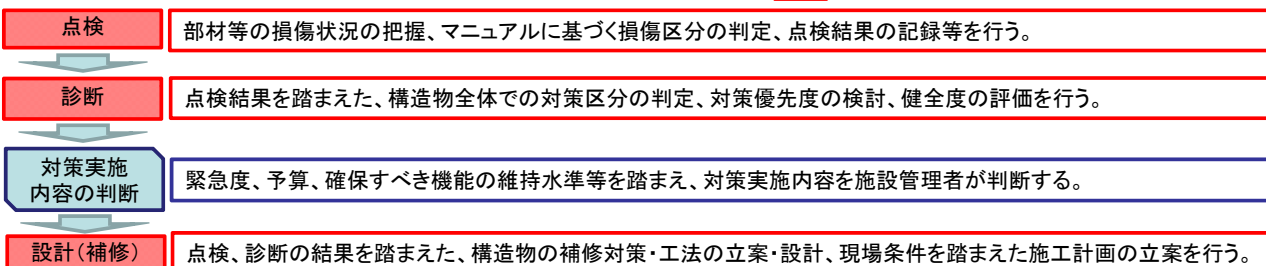 点検
部材等の損傷状況の把握、マニュアルに基づく損傷区分の判定、点検結果の記録等を行う。
診断
点検結果を踏まえた、構造物全体での対策区分の判定、対策優先度の検討、健全度の評価を行う。
対策実施
内容の判断
緊急度、予算、確保すべき機能の維持水準等を踏まえ、対策実施内容を施設管理者が判断する。
設計(補修)
点検、診断の結果を踏まえた、構造物の補修対策・工法の立案・設計、現場条件を踏まえた施工計画の立案を行う。